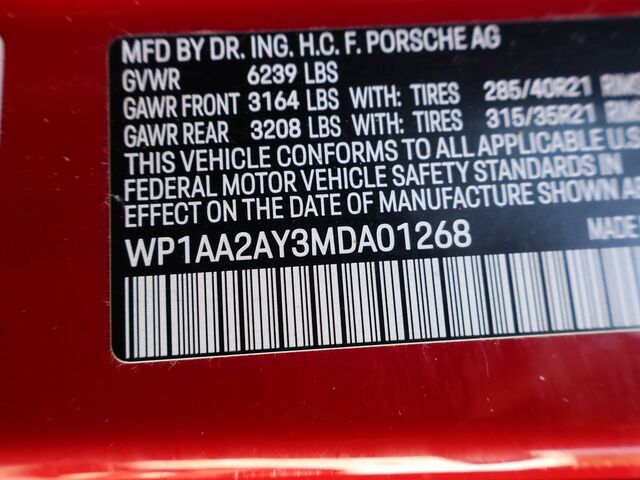 MFD BY DR. ING. H.C. F. PORSCHE AG
GVWR 6239 LBS
GAWR FRONT 3164 LBS WITH: TIRES 285/40R21 RIMS
GAWR REAR 3208 LBS WITH: TIRES 315/35R21 RIMS
THIS VEHICLE CONFORMS TO ALL APPLICABLE U.S
FEDERAL MOTOR VEHICLE SAFETY STANDARDS IN
EFFECT ON THE DATE OF MANUFACTURE SHOWN
WP1AA2AY3MDA01268 MADE